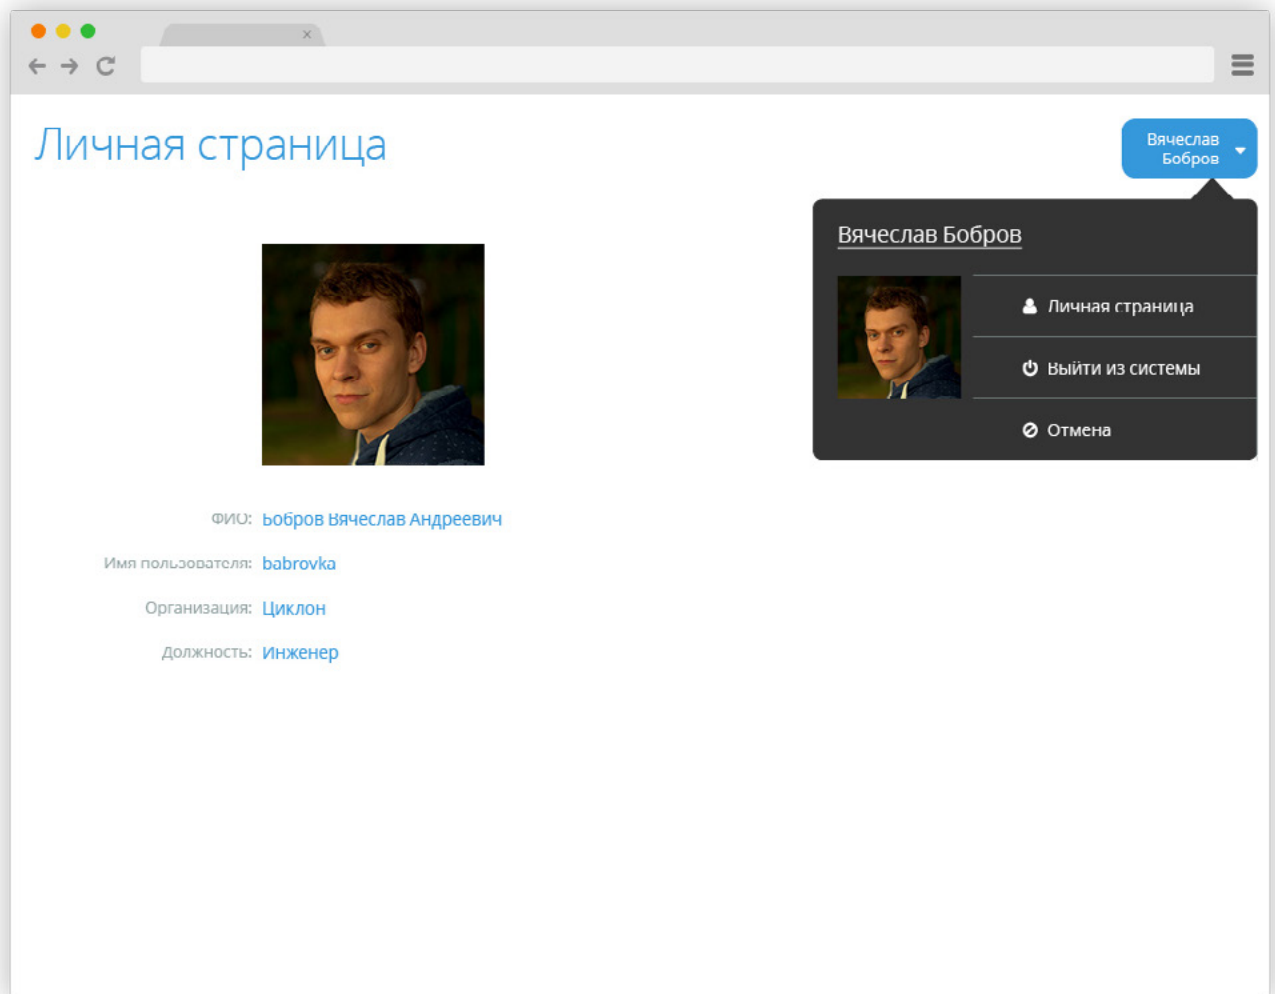 Личная страница
Вячеслав
Бобров
Вячеслав Бобров
Личная страница
Выйти из системы
Отмена
ФИО: Бобров Вячеслав Андреевич
Имя пользователя: babrovka
Организация: Циклон
Должность: Инженер